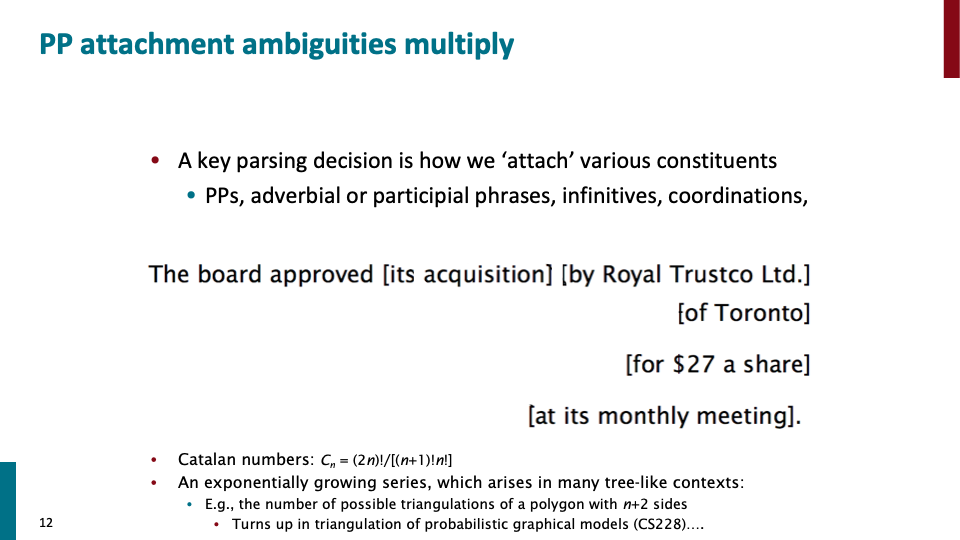 PP attachment ambiguities multiply
• A key parsing decision is how we ‘attach’ various constituents
• PPs, adverbial or participial phrases, infinitives, coordinations,
The board approved [its acquisition] [by Royal Trustco Ltd.]
[of Toronto]
[for $27 a share]
[at its monthly meeting].
• Catalan numbers: Cn = (2n)!/[(n+1)!n!]
• An exponentially growing series, which arises in many tree-like contexts:
• E.g., the number of possible triangulations of a polygon with n+2 sides
• Turns up in triangulation of probabilistic graphical models (CS228)….
12